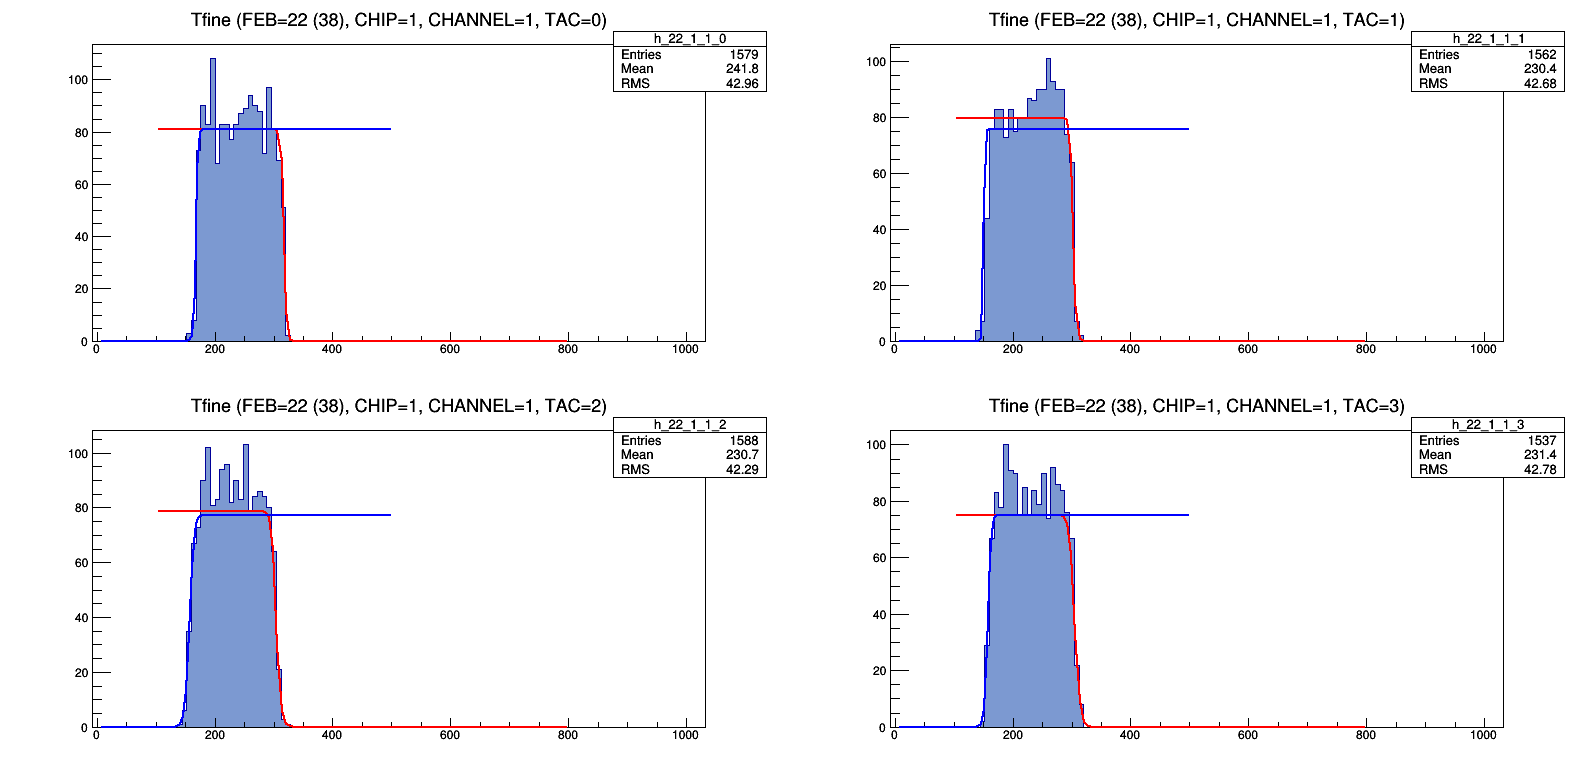 Tfine (FEB=22 (38), CHIP=1, CHANNEL=1, TAC=0)
h_22_1_1_0
Entries 1579
Mean 241.8
RMS 42.96
100
80
60
40
20
0
0 200 400 600 800 1000
Tfine (FEB=22 (38), CHIP=1, CHANNEL=1, TAC=1)
h_22_1_1_1
Entries 1562
Mean 230.4
RMS 42.68
100
80
60
40
20
0
0 200 400 600 800 1000
Tfine (FEB=22 (38), CHIP=1, CHANNEL=1, TAC=2)
h_22_1_1_2
Entries 1588
Mean 230.7
RMS 42.29
100
80
60
40
20
0
0 200 400 600 800 1000
Tfine (FEB=22 (38), CHIP=1, CHANNEL=1, TAC=3)
h_22_1_1_3
Entries 1537
Mean 231.4
RMS 42.78
100
80
60
40
20
0
0 200 400 600 800 1000